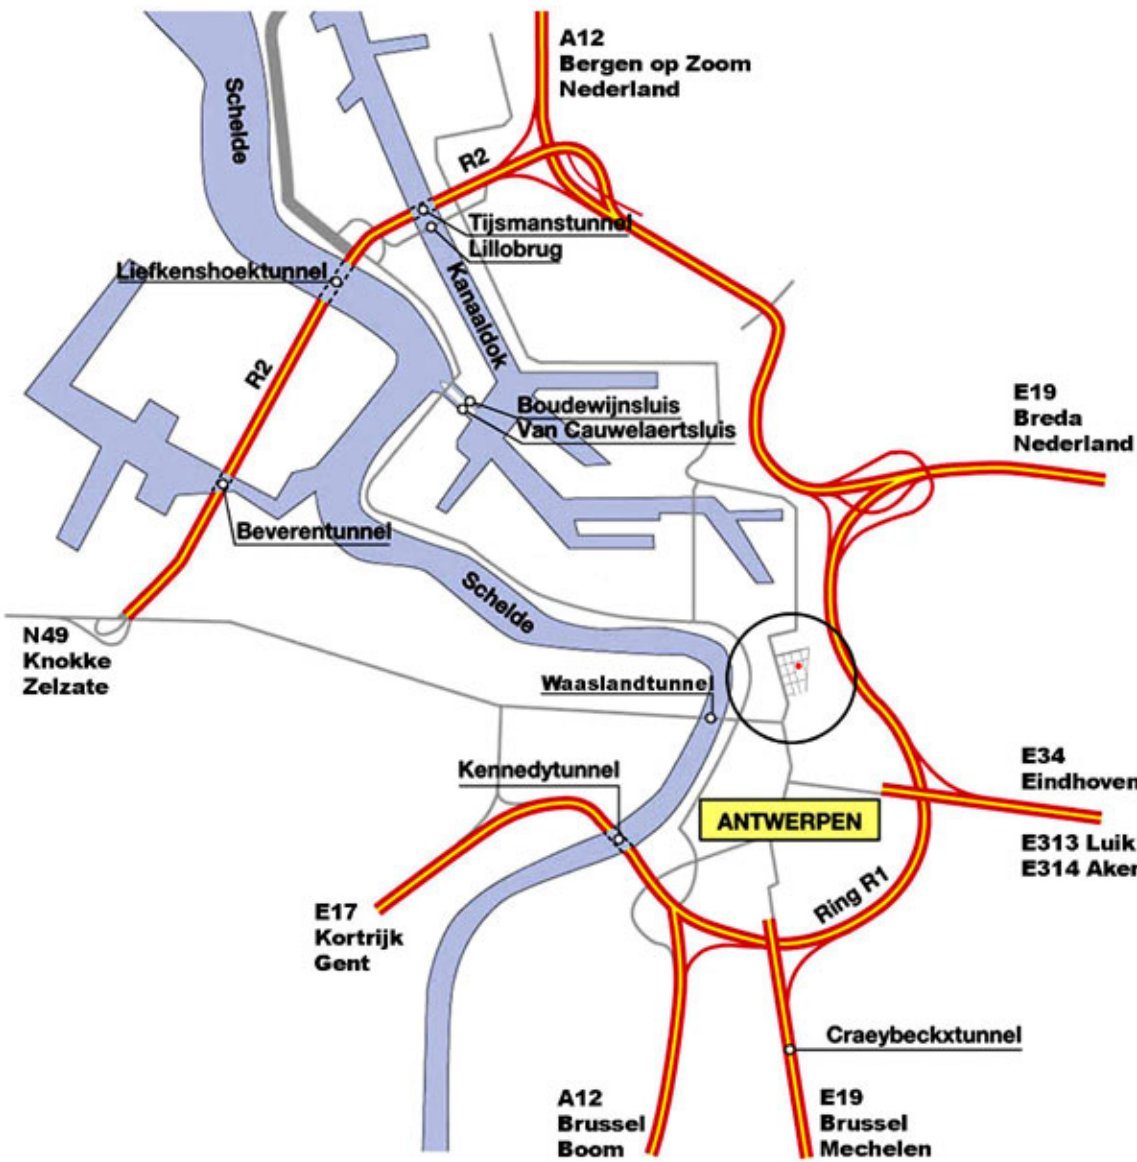 A12
Bergen op Zoom
Nederland
Schelde
R2
Tijsmanstunnel
Lillobrug
Liefkenshoektunnel
Kanaaldok
R2
Boudewijnsluis
Van Cauwelaertsluis
E19
Breda
Nederland
Beverentunnel
Schelde
N49
Knokke
Zelzate
Waaslandtunnel
Kennedytunnel
E34
Eindhoven
ANTWERPEN
E313 Luik
E314 Aken
Ring R1
E17
Kortrijk
Gent
Craeybeckxtunnel
A12
Brussel
Boom
E19
Brussel
Mechelen